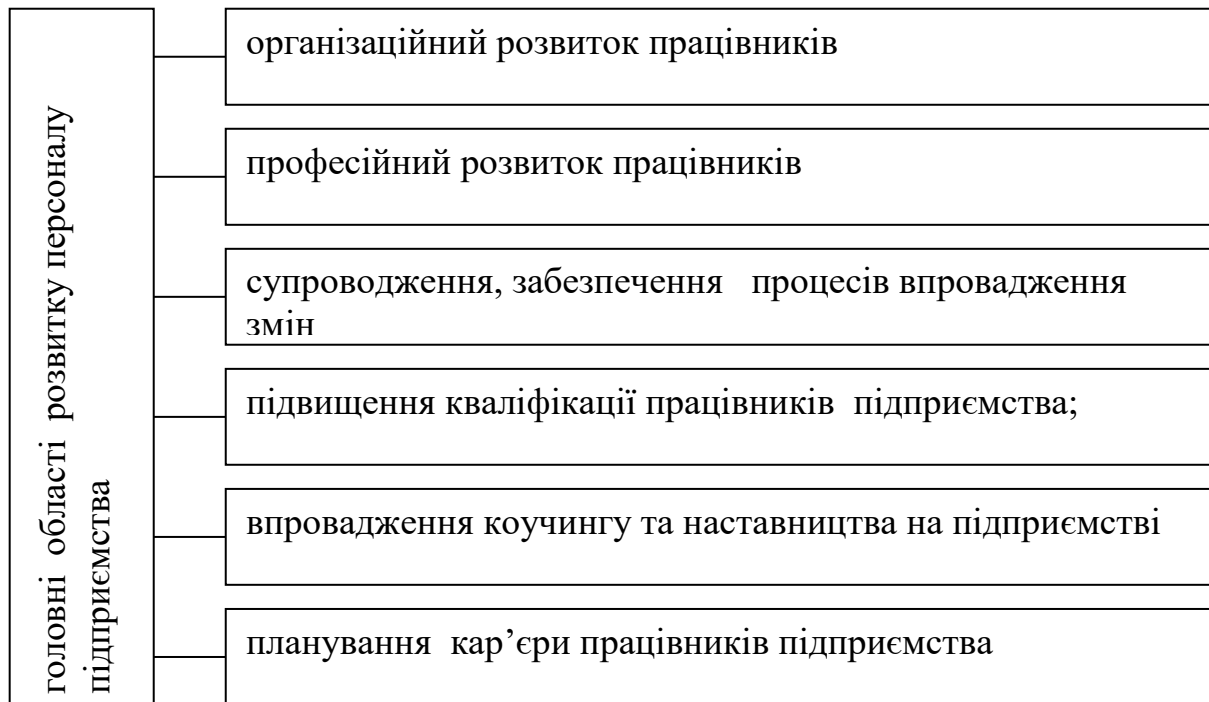 головні області розвитку персоналу
підприємства
організаційний розвиток працівників
професійний розвиток працівників
супроводження, забезпечення процесів впровадження
змін
підвищення кваліфікації працівників підприємства;
впровадження коучингу та наставництва на підприємстві
планування кар’єри працівників підприємства